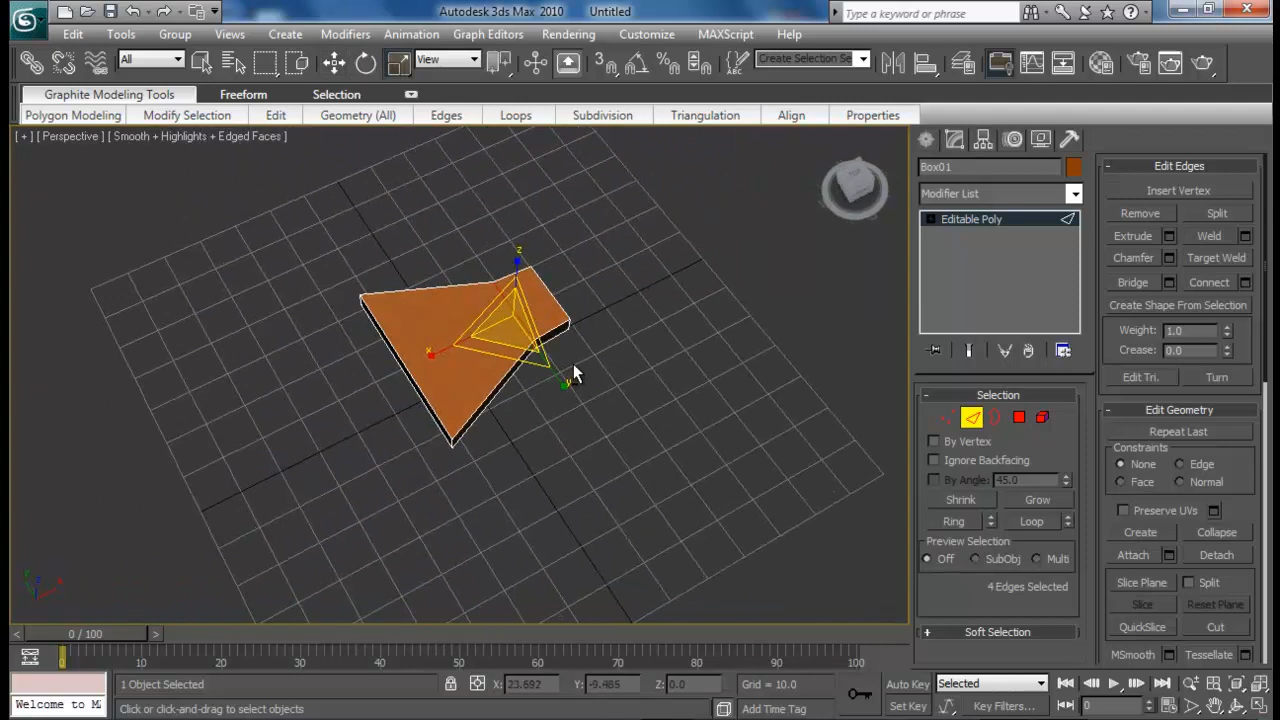 Autodesk 3ds Max 2010 Untitled
Type a keyword or phrase
Edit Tools Group Views Create Modifiers Animation Graph Editors Rendering Customize MAXScript Help
All View Create Selection Se
Graphite Modeling Tools Freeform Selection
Polygon Modeling Modify Selection Edit Geometry (All) Edges Loops Subdivision Triangulation Align Properties
[ + ] [ Perspective ] [ Smooth + Highlights + Edged Faces ]
z
x
y
Box01
Modifier List
Editable Poly
Selection
By Vertex
Ignore Backfacing
By Angle: 45.0
Shrink Grow
Ring Loop
Preview Selection
Off SubObj Multi
4 Edges Selected
Soft Selection
Edit Edges
Insert Vertex
Remove Split
Extrude Weld
Chamfer Target Weld
Bridge Connect
Create Shape From Selection
Weight: 1.0
Crease: 0.0
Edit Tri. Turn
Edit Geometry
Repeat Last
Constraints
None Edge
Face Normal
Preserve UVs
Create Collapse
Attach Detach
Slice Plane Split
Slice Reset Plane
QuickSlice Cut
MSmooth Tessellate
0 / 100
0 10 20 30 40 50 60 70 80 90 100
1 Object Selected X: 23.692 Y: -9.485 Z: 0.0 Grid = 10.0 Auto Key Selected
Welcome to M Click or click-and-drag to select objects Add Time Tag Set Key Key Filters... 0